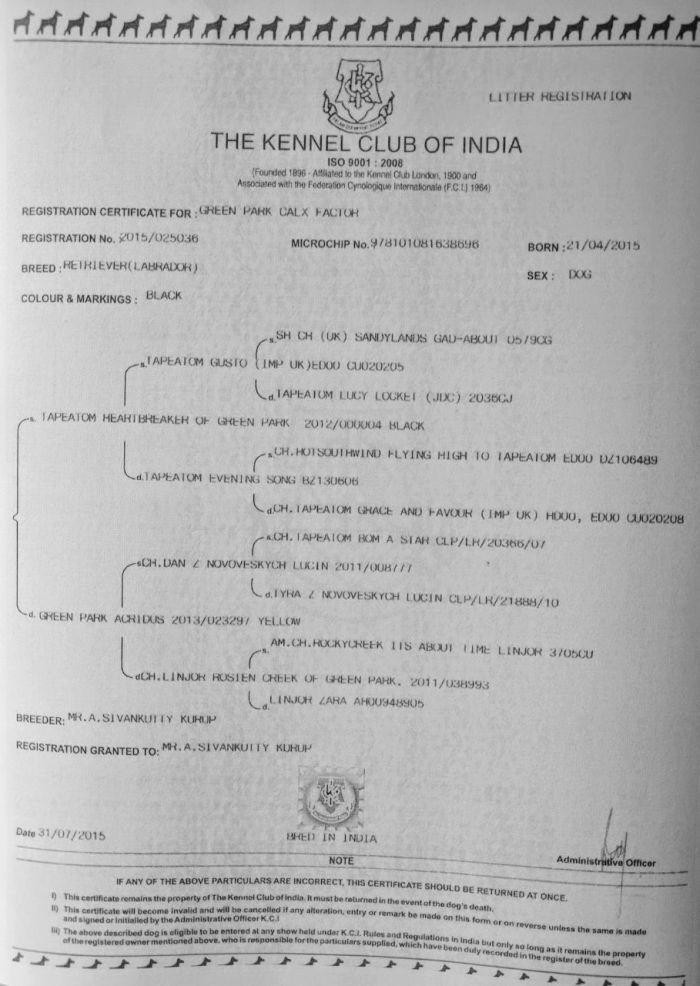 LITTER REGISTRATION
THE KENNEL CLUB OF INDIA
ISO 9001 : 2008
(Founded 1896 - Affiliated to the Kennel Club London, 1900 and
Associated with the Federation Cynologique Internationale (F.C.I.) 1964)
REGISTRATION CERTIFICATE FOR : GREEN PARK CALX FACTOR
REGISTRATION No. 2015/025036 MICROCHIP No. 978101081638696 BORN : 21/04/2015
BREED : RETRIEVER(LABRADOR) SEX : DOG
COLOUR & MARKINGS : BLACK
s. SH CH (UK) SANDYLANDS GAD-ABOUT 0579CG
s. TAPEATOM GUSTO (IMP UK)ED00 CU020205
d. TAPEATOM LUCY LOCKET (JDC) 2036CJ
s. TAPEATOM HEARTBREAKER OF GREEN PARK 2012/000004 BLACK
s. CH.HOTSOUTHWIND FLYING HIGH TO TAPEATOM ED00 DZ106489
d. TAPEATOM EVENING SONG BZ130606
d. CH. TAPEATOM GRACE AND FAVOUR (IMP UK) HD00, ED00 CU020208
s. CH. TAPEATOM BOM A STAR CLP/LR/20366/07
s. CH.DAN Z NOVOVESKYCH LUCIN 2011/008777
d. TYRA Z NOVOVESKYCH LUCIN CLP/LR/21888/10
d. GREEN PARK ACRIDUS 2013/023297 YELLOW
s. AM.CH.ROCKYCREEK ITS ABOUT TIME LINJOR 3705CU
d. CH.LINJOR ROSIEN CREEK OF GREEN PARK. 2011/038993
d. LINJOR ZARA AH00948905
BREEDER: MR.A.SIVANKUTTY KURUP
REGISTRATION GRANTED TO: MR.A.SIVANKUTTY KURUP
Date 31/07/2015 BRED IN INDIA
Administrative Officer
NOTE
IF ANY OF THE ABOVE PARTICULARS ARE INCORRECT, THIS CERTIFICATE SHOULD BE RETURNED AT ONCE.
I) This certificate remains the property of The Kennel Club of India. It must be returned in the event of the dog's death.
II) This certificate will become invalid and will be cancelled if any alteration, entry or remark be made on this form or on reverse unless the same is made
and signed or initialled by the Administrative Officer K.C.I
III) The above described dog is eligible to be entered at any show held under K.C.I. Rules and Regulations in India but only so long as it remains the property
of the registered owner mentioned above, who is responsible for the particulars supplied, which have been duly recorded in the register of the breed.